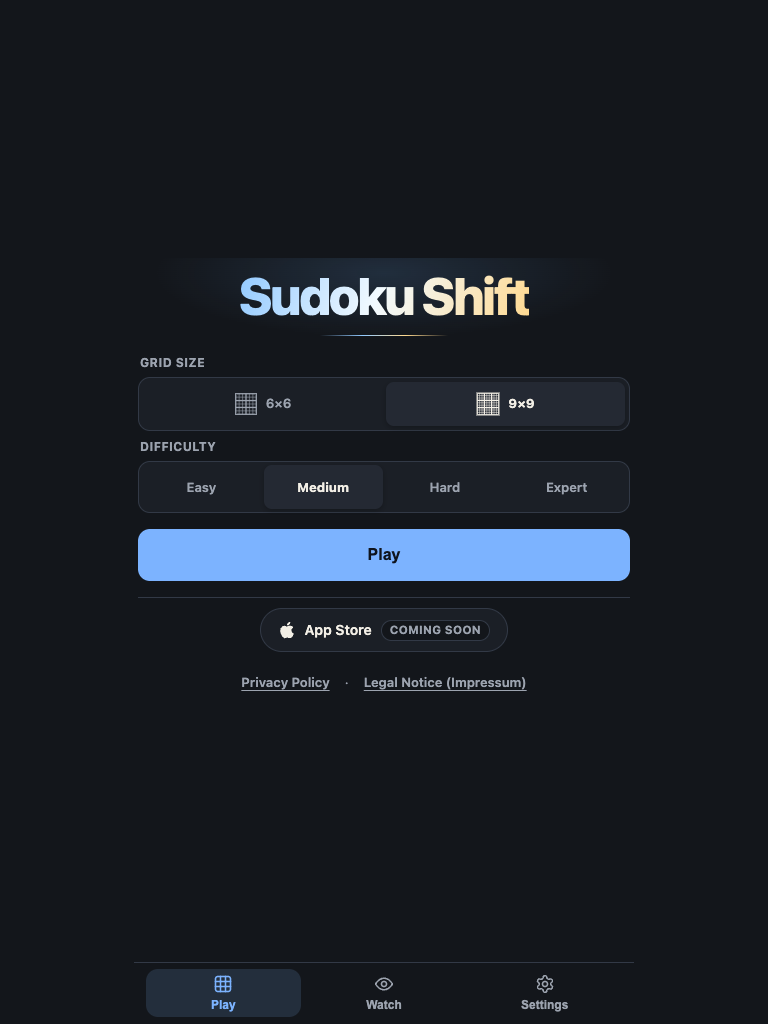 Sudoku Shift
GRID SIZE
6×6 9×9
DIFFICULTY
Easy Medium Hard Expert
Play
App Store COMING SOON
Privacy Policy · Legal Notice (Impressum)
Play Watch Settings